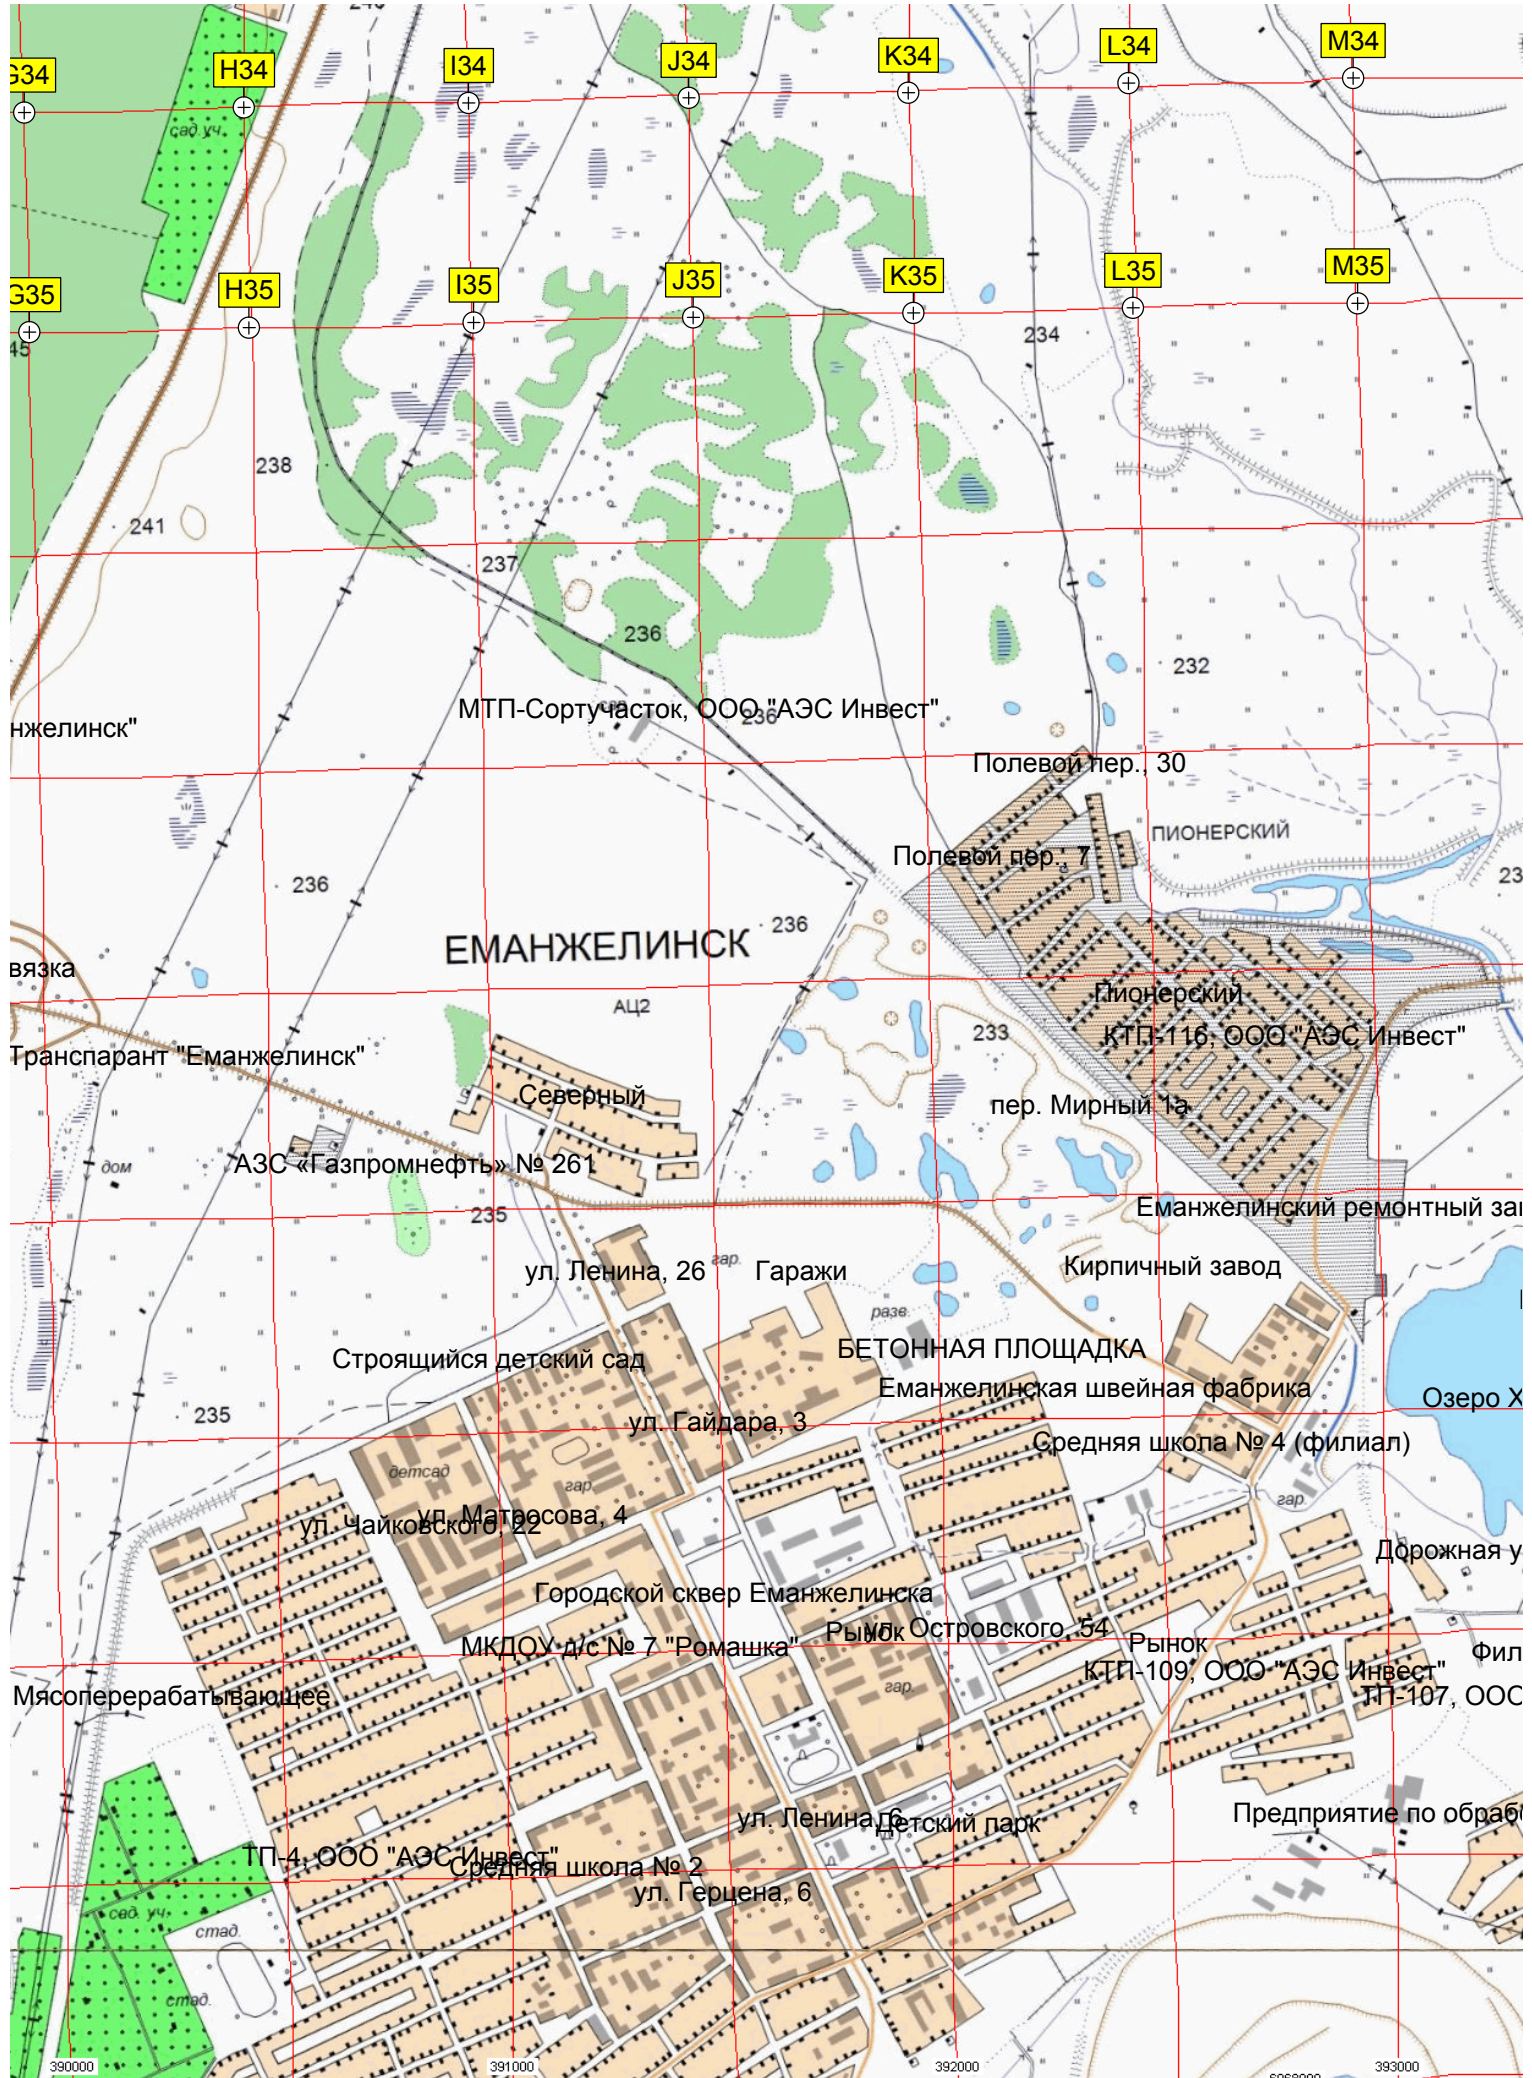 G34
H34
I34
J34
K34
L34
M34
сад.уч.
G35
H35
I35
J35
K35
L35
M35
234
238
241
237
236
232
МТП-Сортучасток, ООО "АЭС Инвест"
236
нжелинск"
Полевой пер., 30
ПИОНЕРСКИЙ
Полевой пер., 7
236
23
236
ЕМАНЖЕЛИНСК
вязка
Пионерский
АЦ2
233
КТП-116, ООО "АЭС Инвест"
Транспарант "Еманжелинск"
Северный
пер. Мирный 1а
дом
АЗС «Газпромнефть» № 261
235
Еманжелинский ремонтный за
гар.
ул. Ленина, 26
Гаражи
Кирпичный завод
разв.
Строящийся детский сад
БЕТОННАЯ ПЛОЩАДКА
Еманжелинская швейная фабрика
Озеро Х
235
ул. Гайдара, 3
Средняя школа № 4 (филиал)
детсад
гар.
гар.
ул. Матросова, 4
ул. Чайковского, 22
Дорожная у
Городской сквер Еманжелинска
Рынок
ул. Островского, 54
МКДОУ д/с № 7 "Ромашка"
Рынок
Фил
КТП-109, ООО "АЭС Инвест"
гар.
Мясоперерабатывающее
ТП-107, ООО
ул. Ленина, 6
Детский парк
Предприятие по обраб
ТП-4, ООО "АЭС Инвест"
Средняя школа № 2
ул. Герцена, 6
сад. уч.
стад.
стад.
390000
391000
392000
393000